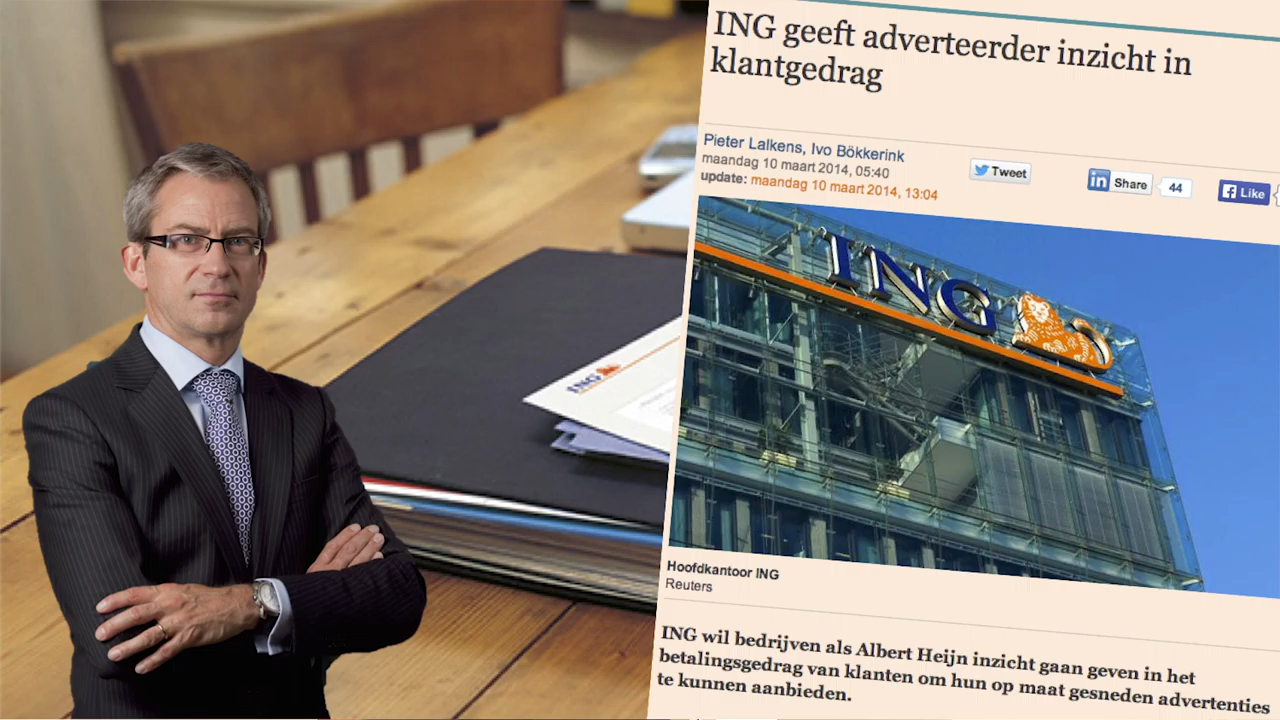 ING geeft adverteerder inzicht in
klantgedrag
Pieter Lalkens, Ivo Bökkerink
maandag 10 maart 2014, 05:40
update: maandag 10 maart 2014, 13:04
Tweet
in Share 44
Like
ING
ING
Hoofdkantoor ING
Reuters
ING wil bedrijven als Albert Heijn inzicht gaan geven in het
betalingsgedrag van klanten om hun op maat gesneden advertenties
te kunnen aanbieden.